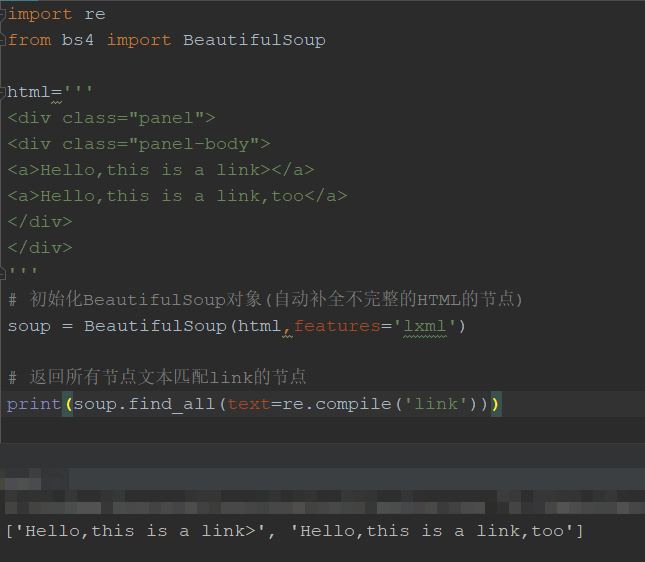 import re
from bs4 import BeautifulSoup
html='''
<div class="panel">
<div class="panel-body">
<a>Hello,this is a link></a>
<a>Hello,this is a link,too</a>
</div>
</div>
'''
# 初始化BeautifulSoup对象(自动补全不完整的HTML的节点)
soup = BeautifulSoup(html,features='lxml')
# 返回所有节点文本匹配link的节点
print(soup.find_all(text=re.compile('link')))
['Hello,this is a link>', 'Hello,this is a link,too']